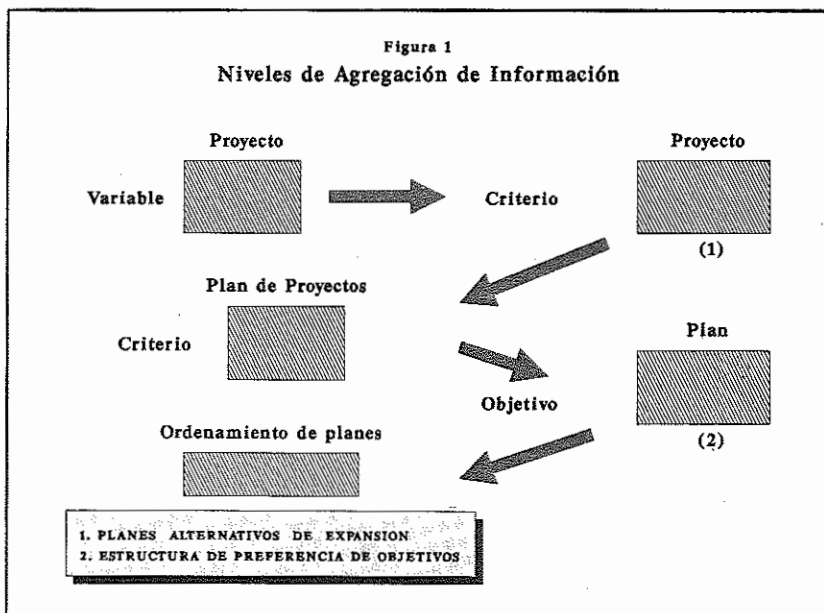 Figura 1
Niveles de Agregación de Información
Proyecto
Variable
Criterio
Proyecto
(1)
Plan de Proyectos
Criterio
Plan
Objetivo
(2)
Ordenamiento de planes
1. PLANES ALTERNATIVOS DE EXPANSION
2. ESTRUCTURA DE PREFERENCIA DE OBJETIVOS